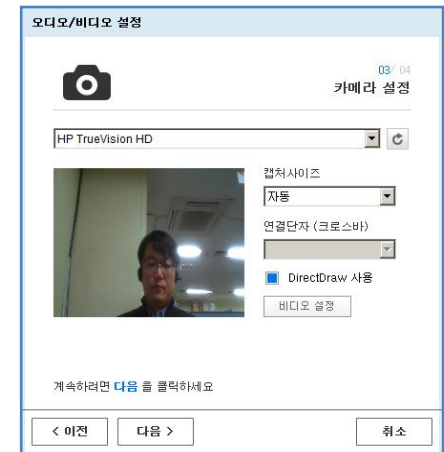 오디오/비디오 설정
03/ 04
카메라 설정
HP TrueVision HD
캡처사이즈
자동
연결단자 (크로스바)
DirectDraw 사용
비디오 설정
계속하려면 다음 을 클릭하세요
< 이전
다음 >
취소